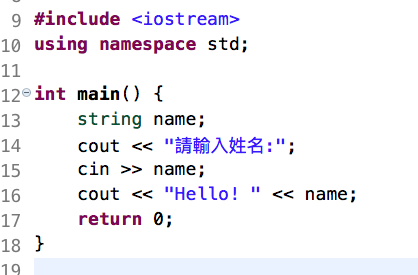 9 #include <iostream>
10 using namespace std;
11
12 int main() {
13     string name;
14     cout << "請輸入姓名:";
15     cin >> name;
16     cout << "Hello! " << name;
17     return 0;
18 }
19